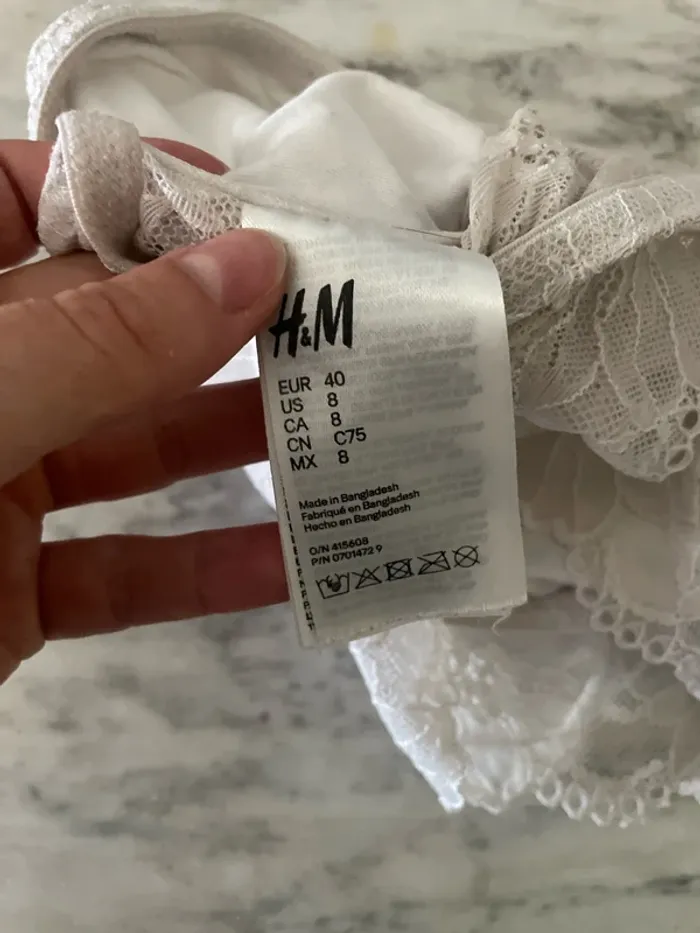 H&M
EUR 40
US 8
CA 8
CN C75
MX 8
Made in Bangladesh
Fabriqué en Bangladesh
Hecho en Bangladesh
O/N 415608
P/N 0701472 9